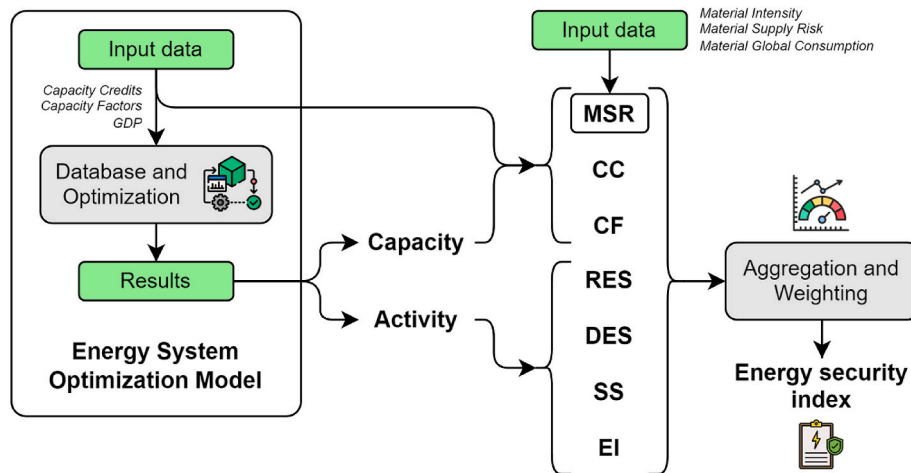 Input data
Capacity Credits
Capacity Factors
GDP
Database and
Optimization
Results
Energy System
Optimization Model
Capacity
Activity
Input data
Material Intensity
Material Supply Risk
Material Global Consumption
MSR
CC
CF
RES
DES
SS
EI
Aggregation and
Weighting
Energy security
index